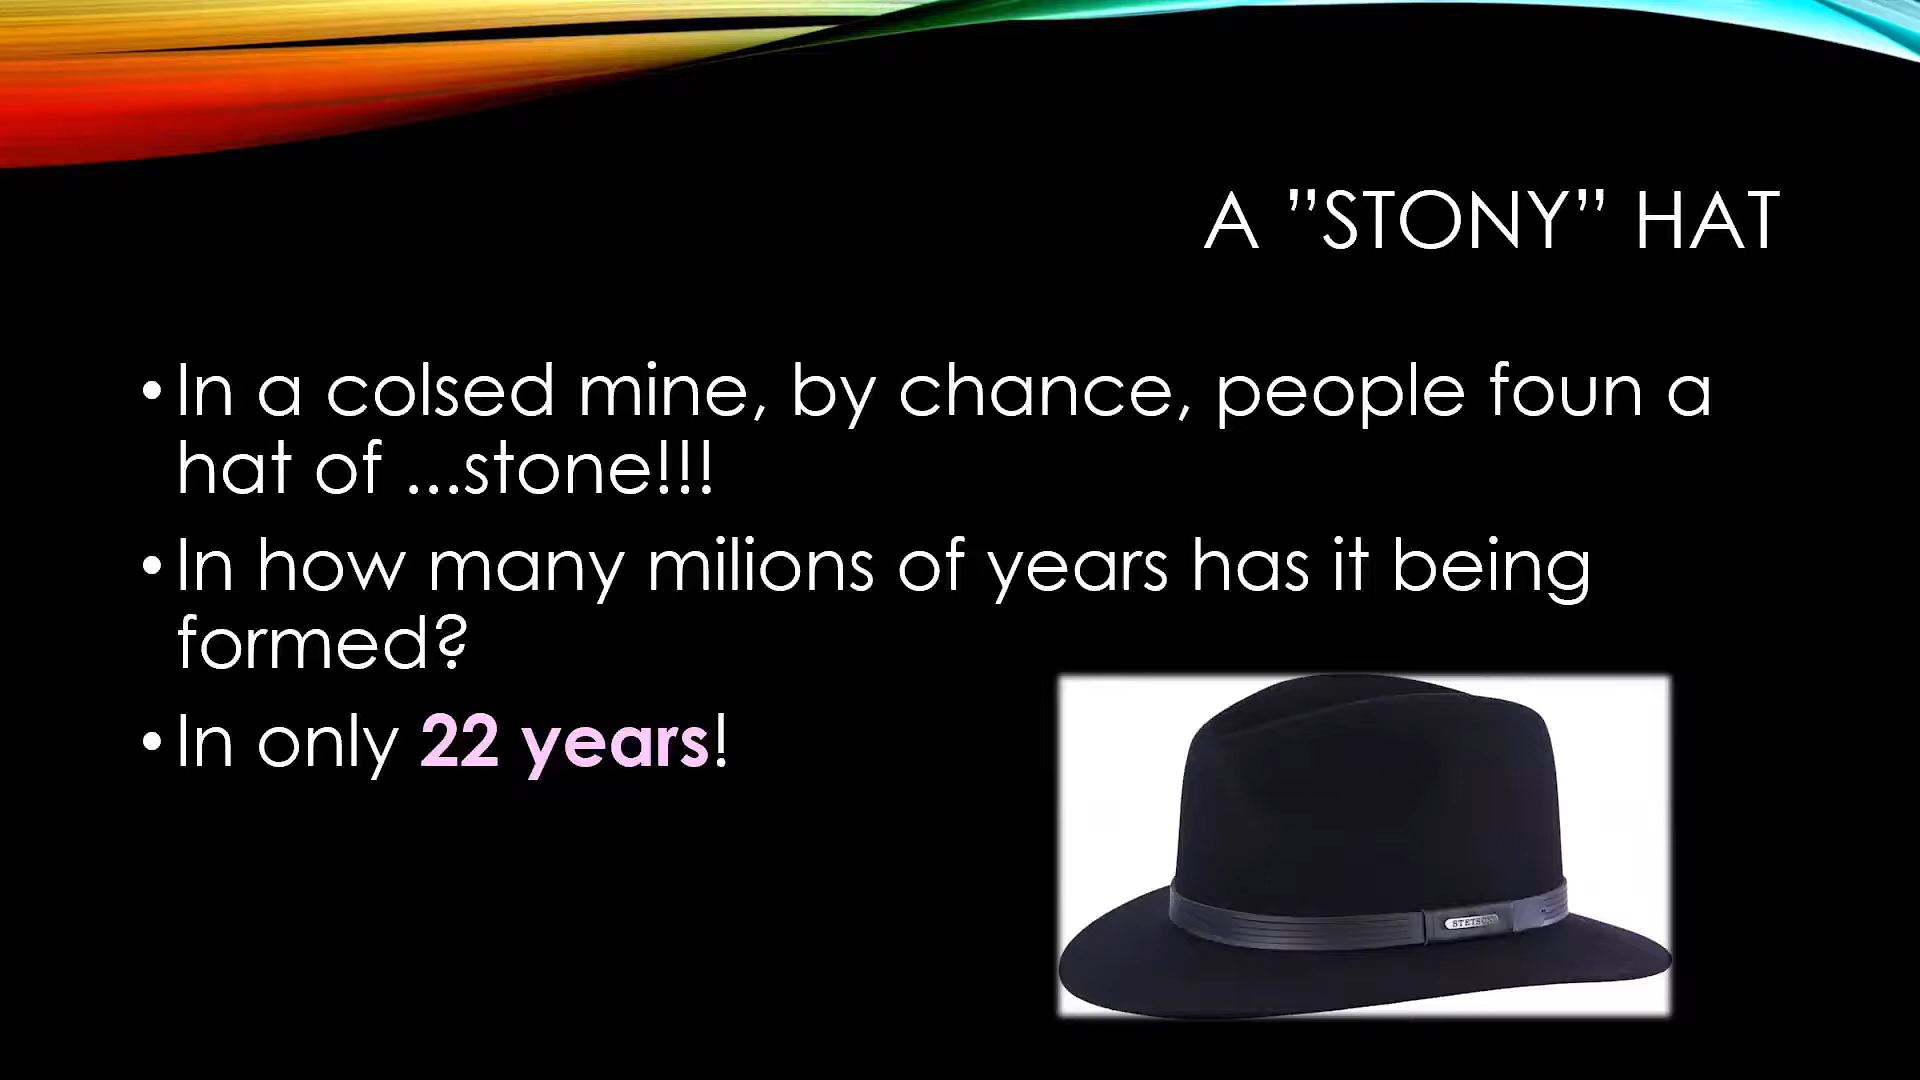 A ”STONY” HAT
• In a colsed mine, by chance, people foun a
hat of ...stone!!!
• In how many milions of years has it being
formed?
• In only 22 years!
STETSON